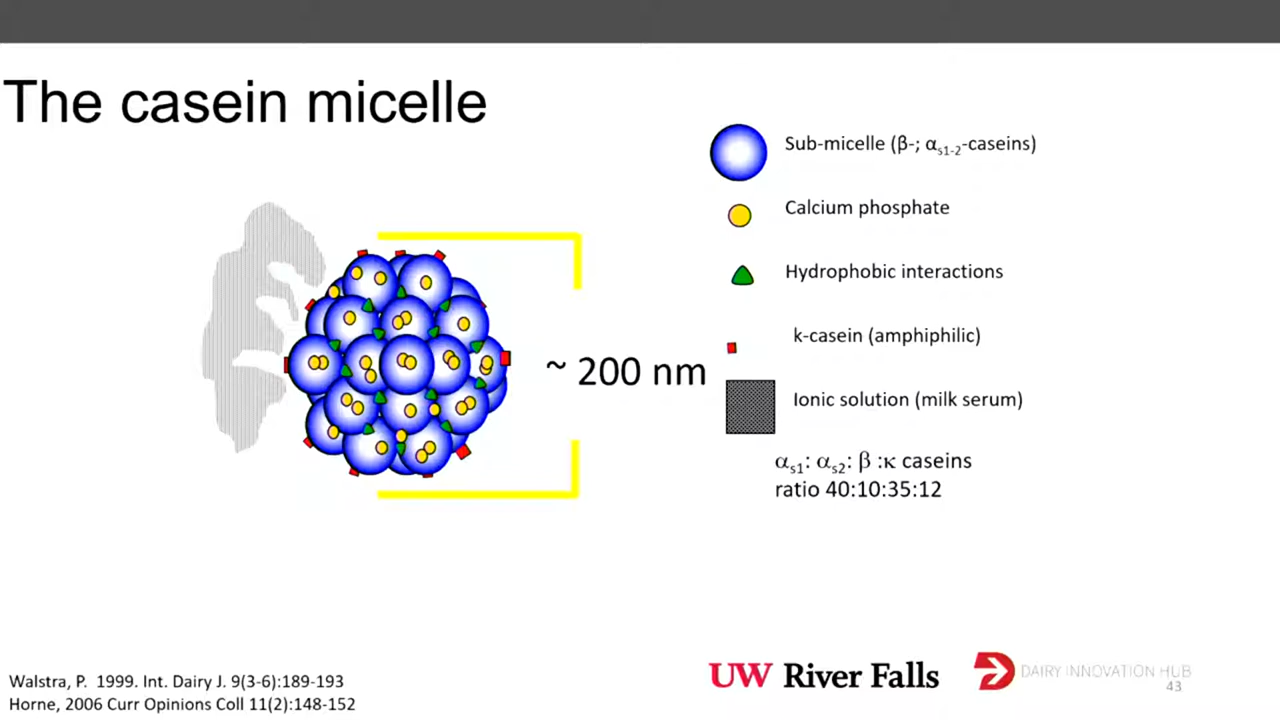 The casein micelle
Sub-micelle (β-; αs1-2-caseins)
Calcium phosphate
Hydrophobic interactions
k-casein (amphiphilic)
~ 200 nm
Ionic solution (milk serum)
αs1: αs2: β :κ caseins
ratio 40:10:35:12
Walstra, P. 1999. Int. Dairy J. 9(3-6):189-193
Horne, 2006 Curr Opinions Coll 11(2):148-152
UW River Falls
DAIRY INNOVATION HUB
43